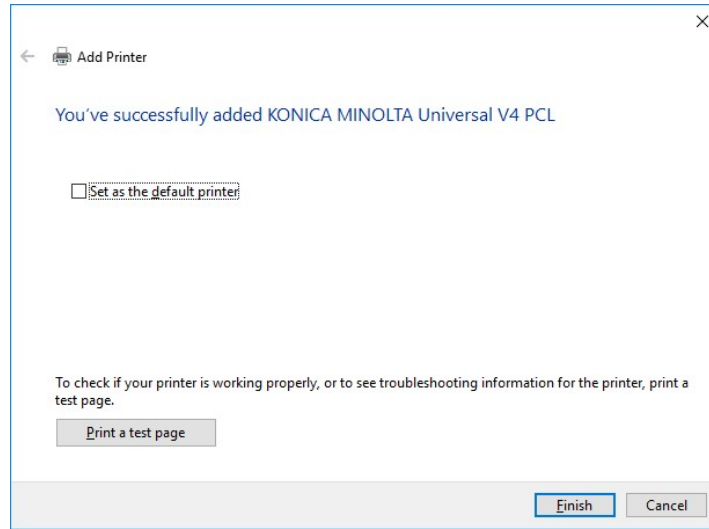 Add Printer
You've successfully added KONICA MINOLTA Universal V4 PCL
Set as the default printer
To check if your printer is working properly, or to see troubleshooting information for the printer, print a
test page.
Print a test page
Finish Cancel